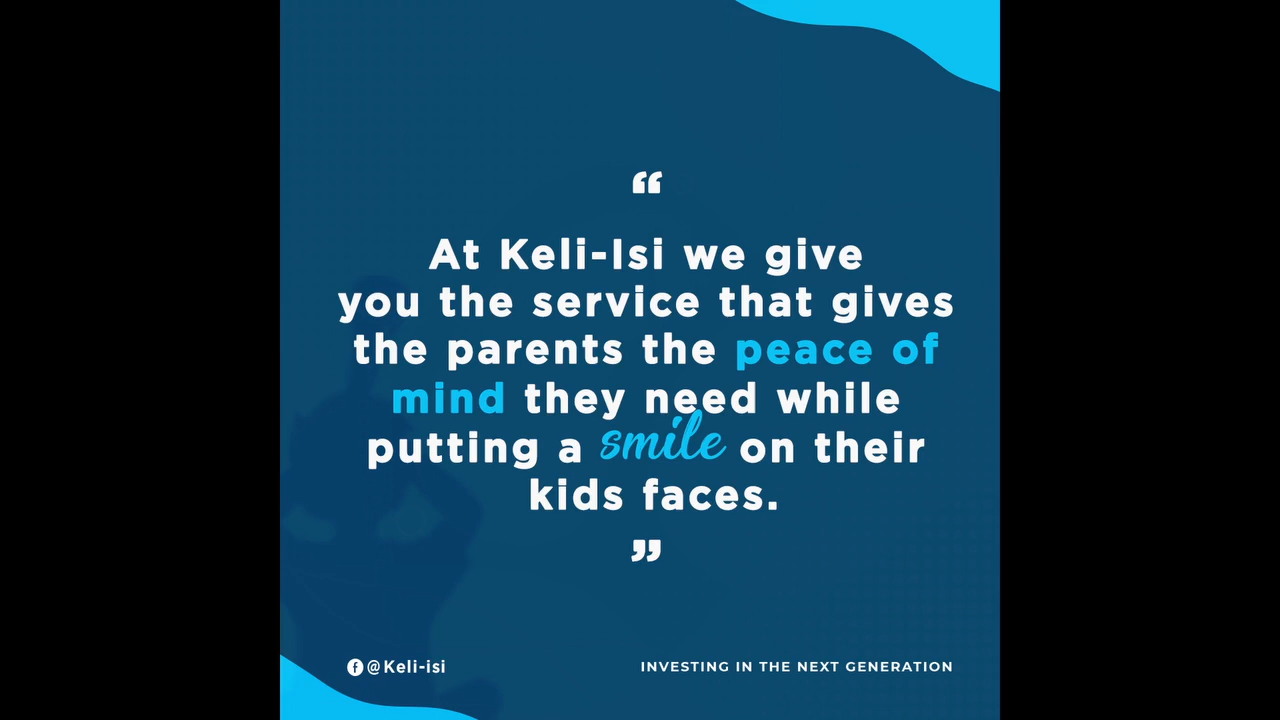 “
At Keli-Isi we give
you the service that gives
the parents the peace of
mind they need while
putting a smile on their
kids faces.
”
@Keli-isi
INVESTING IN THE NEXT GENERATION